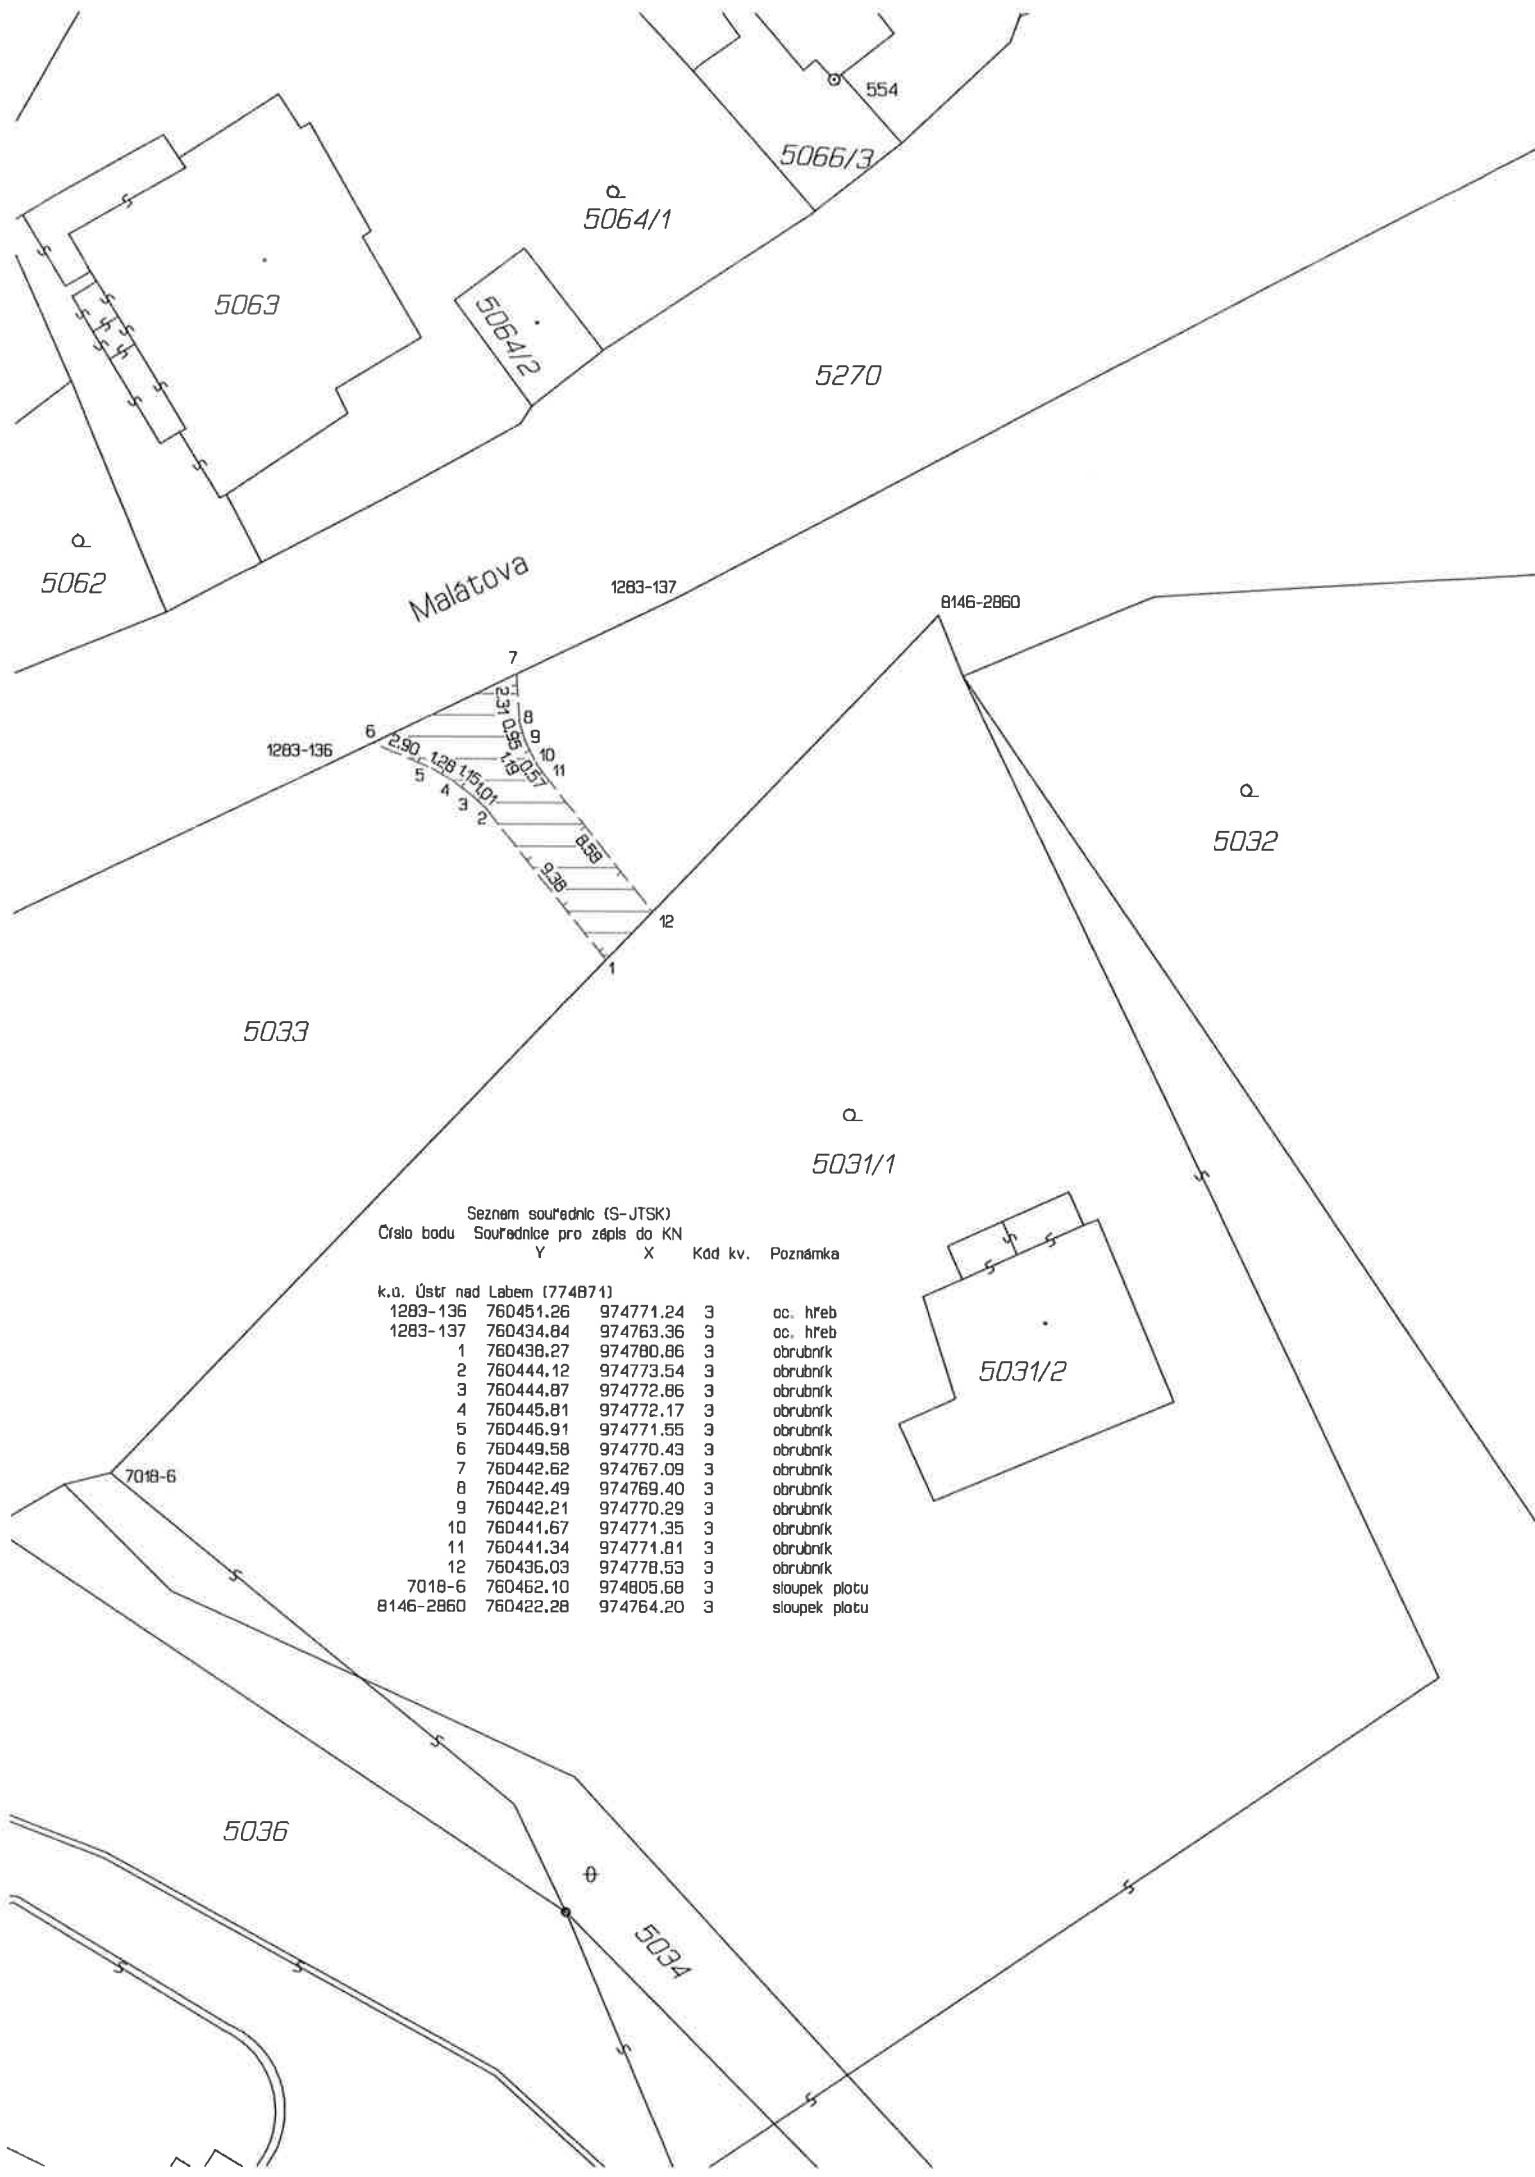 554
5066/3
5064/1
5063
5064/2
5270
5062
Malátova
1283-137
8146-2860
7
6
1283-136
2.31
8
0.95
9
2.90
10
1.28
1.19
0.57
11
5
1.15
4
1.01
3
2
8.58
9.38
5032
12
1
5033
5031/1
Seznam souřadnic (S-JTSK)
Číslo bodu Souřadnice pro zápis do KN
Y X Kód kv. Poznámka
k.ú. Ústí nad Labem (774871)
1283-136 760451.26 974771.24 3 oc. hřeb
1283-137 760434.84 974763.36 3 oc. hřeb
1 760438.27 974780.86 3 obrubník
2 760444.12 974773.54 3 obrubník
3 760444.87 974772.86 3 obrubník
4 760445.81 974772.17 3 obrubník
5 760446.91 974771.55 3 obrubník
6 760449.58 974770.43 3 obrubník
7 760442.62 974767.09 3 obrubník
8 760442.49 974769.40 3 obrubník
9 760442.21 974770.29 3 obrubník
10 760441.67 974771.35 3 obrubník
11 760441.34 974771.81 3 obrubník
12 760436.03 974778.53 3 obrubník
7018-6 760462.10 974805.68 3 sloupek plotu
8146-2860 760422.28 974764.20 3 sloupek plotu
5031/2
7018-6
5036
5034